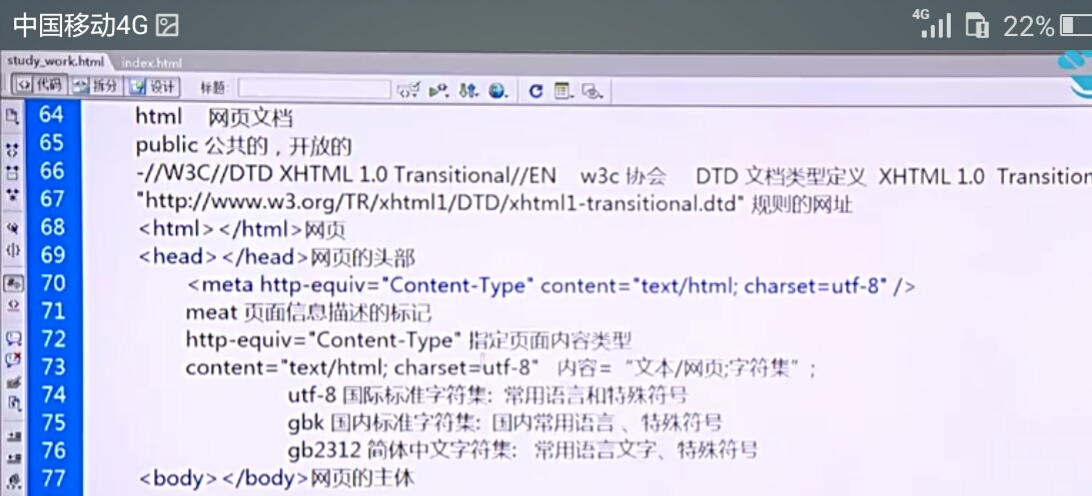 中国移动4G 4G 22%
study_work.html index.html
代码 拆分 设计 标题:
64 html 网页文档
65 public 公共的，开放的
66 -//W3C//DTD XHTML 1.0 Transitional//EN w3c 协会 DTD 文档类型定义 XHTML 1.0 Transition
67 "http://www.w3.org/TR/xhtml1/DTD/xhtml1-transitional.dtd" 规则的网址
68 <html></html>网页
69 <head></head>网页的头部
70 <meta http-equiv="Content-Type" content="text/html; charset=utf-8" />
71 meat 页面信息描述的标记
72 http-equiv="Content-Type" 指定页面内容类型
73 content="text/html; charset=utf-8" 内容= “文本/网页;字符集”;
74 utf-8 国际标准字符集: 常用语言和特殊符号
75 gbk 国内标准字符集: 国内常用语言 、特殊符号
76 gb2312 简体中文字符集: 常用语言文字、特殊符号
77 <body></body>网页的主体